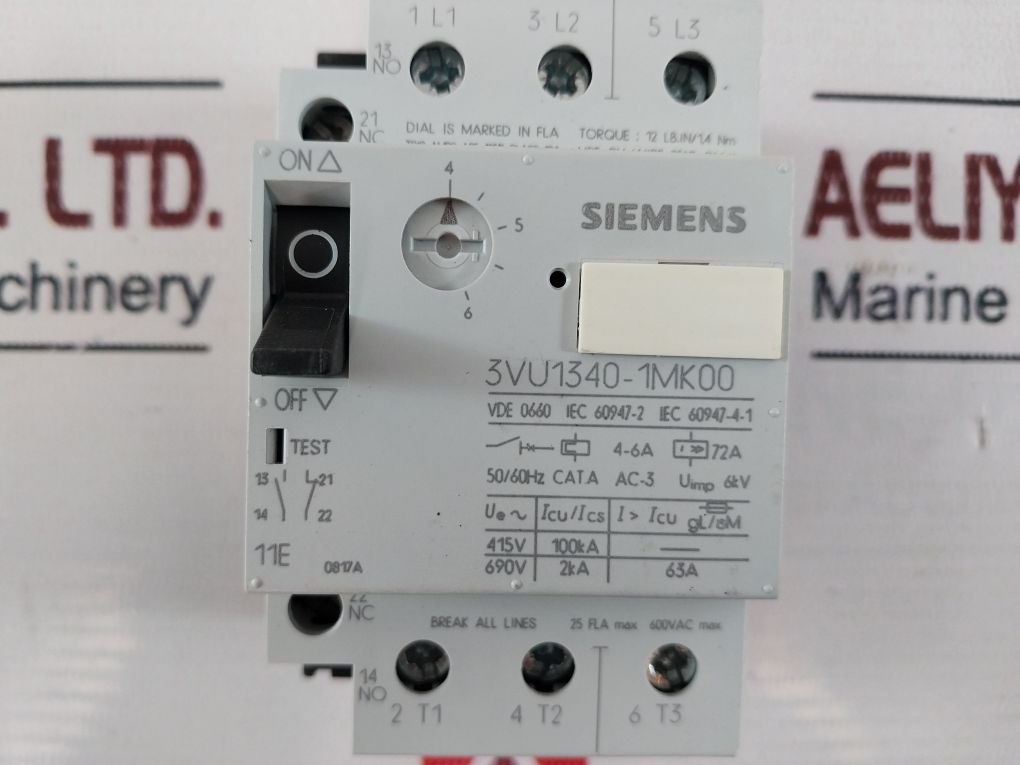 1 L1 3 L2 5 L3
13
NO
21
NC
DIAL IS MARKED IN FLA TORQUE : 12 LB.IN/1,4 Nm
. LTD.
chinery
AELIY
Marine
ON △
4
5
6
SIEMENS
OFF ▽
TEST
13 21
14 22
11E
0817A
3VU1340-1MK00
VDE 0660 IEC 60947-2 IEC 60947-4-1
4-6A I >> 72A
50/60Hz CAT.A AC-3 Uimp 6kV
Ue ~ ICU/ICS I > ICU gL/aM
415V 100kA —
690V 2kA 63A
22
NC
BREAK ALL LINES 25 FLA max 600VAC max
14
NO
2 T1 4 T2 6 T3